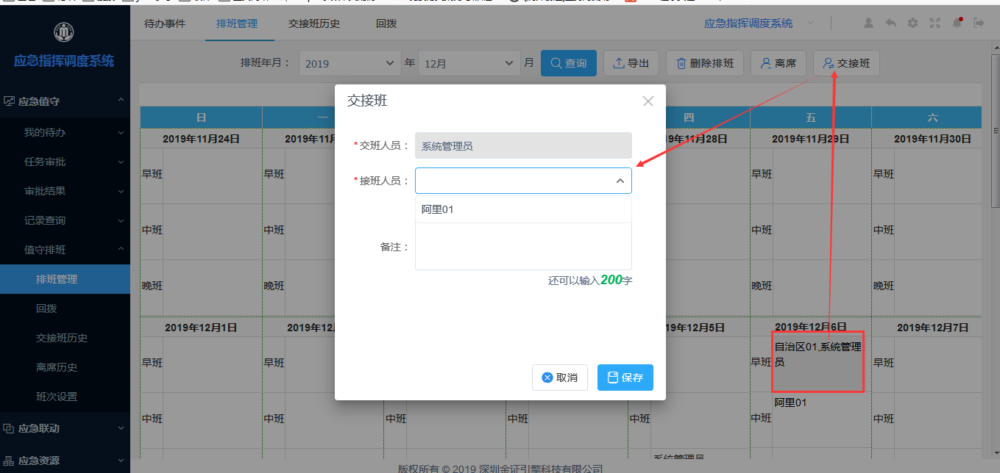 待办事件
排班管理
交接班历史
回拨
应急指挥调度系统
应急指挥调度系统
排班年月：
2019
年
12月
月
查询
导出
删除排班
离席
交接班
应急值守
我的待办
任务审批
审批结果
记录查询
值守排班
排班管理
回拨
交接班历史
离席历史
班次设置
应急联动
应急资源
日
一
四
五
六
2019年11月24日
2019年11月
19年11月28日
2019年11月29日
2019年11月30日
早班
早班
早班
早班
中班
中班
中班
中班
晚班
晚班
晚班
晚班
交接班
*交班人员：
系统管理员
*接班人员：
阿里01
备注：
还可以输入200字
取消
保存
2019年12月1日
2019年12月
19年12月5日
2019年12月6日
2019年12月7日
早班
早班
早班
自治区01,系统管理
员
早班
中班
中班
中班
中班
中班
中班
阿里01
中班
系统管理员
版权所有 © 2019 深圳金证引擎科技有限公司